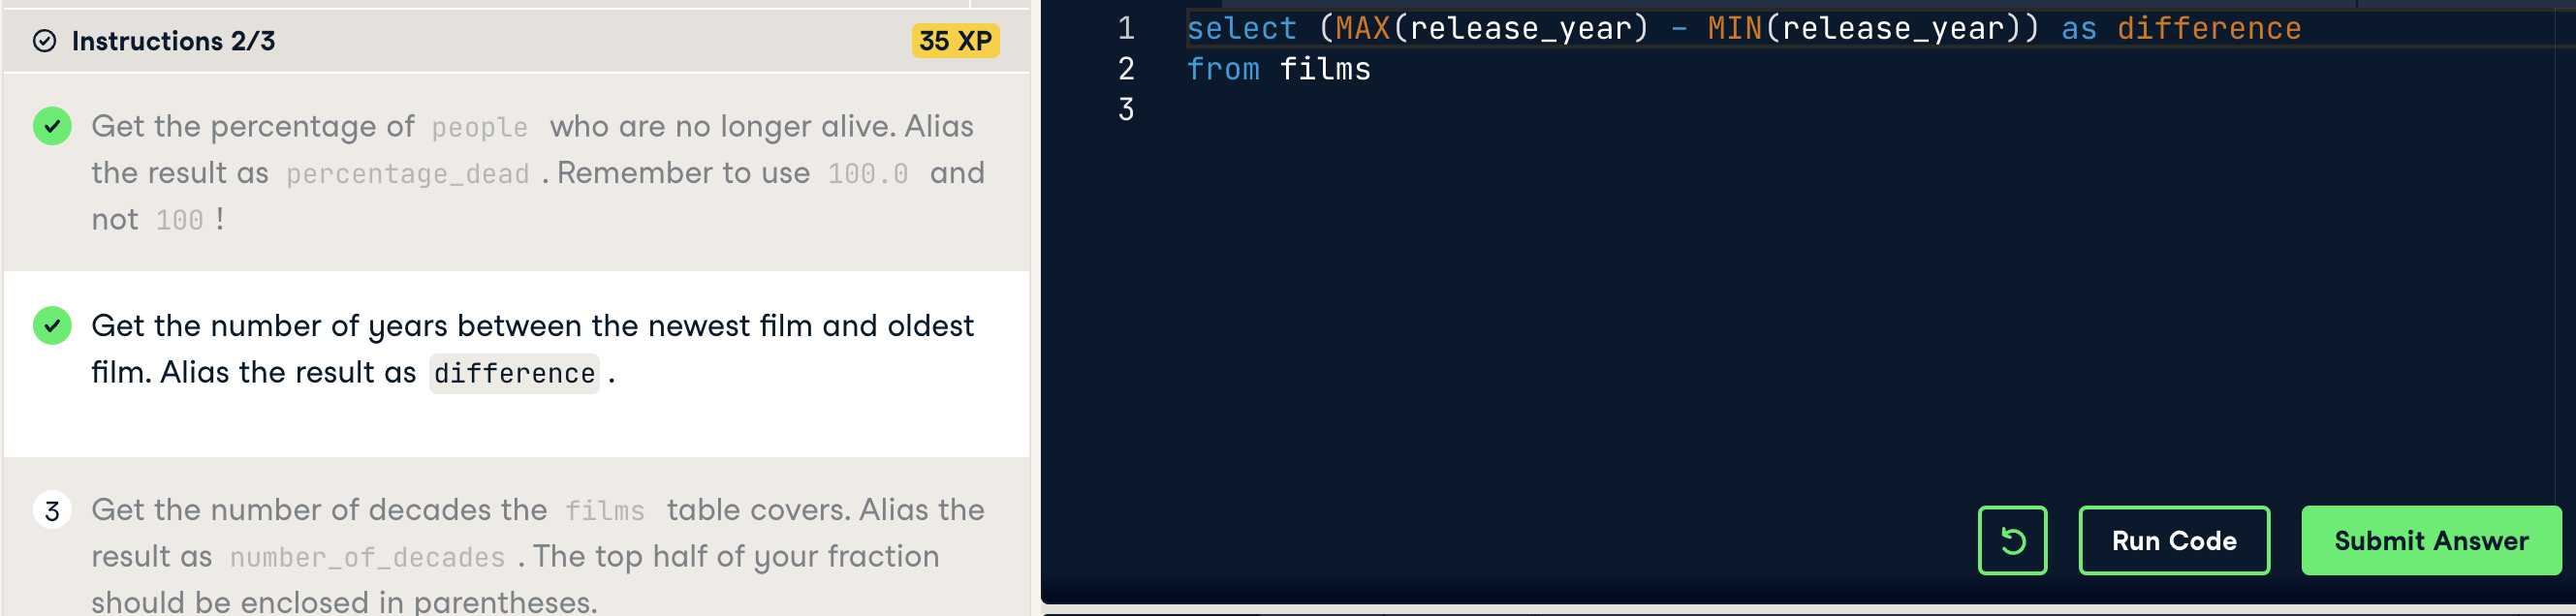 Instructions 2/3
35 XP
Get the percentage of people who are no longer alive. Alias
the result as percentage_dead . Remember to use 100.0 and
not 100 !
Get the number of years between the newest film and oldest
film. Alias the result as difference .
3
Get the number of decades the films table covers. Alias the
result as number_of_decades . The top half of your fraction
should be enclosed in parentheses.
1 select (MAX(release_year) - MIN(release_year)) as difference
2 from films
3
Run Code
Submit Answer